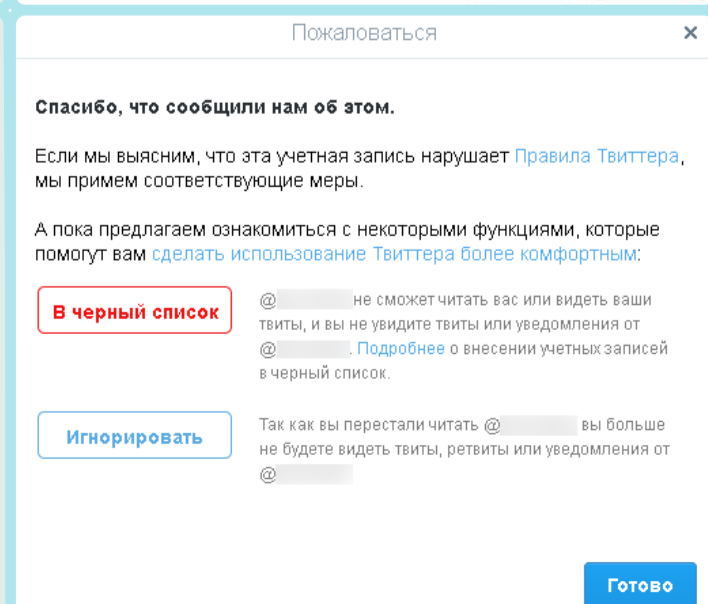 Пожаловаться
Спасибо, что сообщили нам об этом.
Если мы выясним, что эта учетная запись нарушает Правила Твиттера,
мы примем соответствующие меры.
А пока предлагаем ознакомиться с некоторыми функциями, которые
помогут вам сделать использование Твиттера более комфортным:
В черный список
@ не сможет читать вас или видеть ваши
твиты, и вы не увидите твиты или уведомления от
@ . Подробнее о внесении учетных записей
в черный список.
Игнорировать
Так как вы перестали читать @ вы больше
не будете видеть твиты, ретвиты или уведомления от
@
Готово